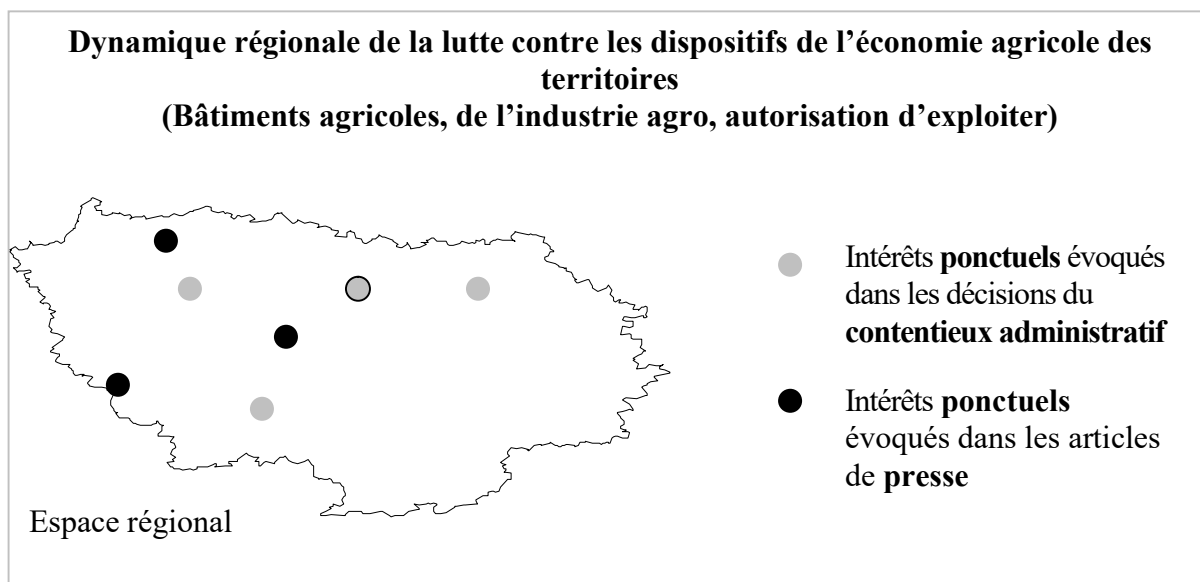 Dynamique régionale de la lutte contre les dispositifs de l’économie agricole des
territoires
(Bâtiments agricoles, de l’industrie agro, autorisation d’exploiter)
Intérêts ponctuels évoqués
dans les décisions du
contentieux administratif
Intérêts ponctuels
évoqués dans les articles
de presse
Espace régional